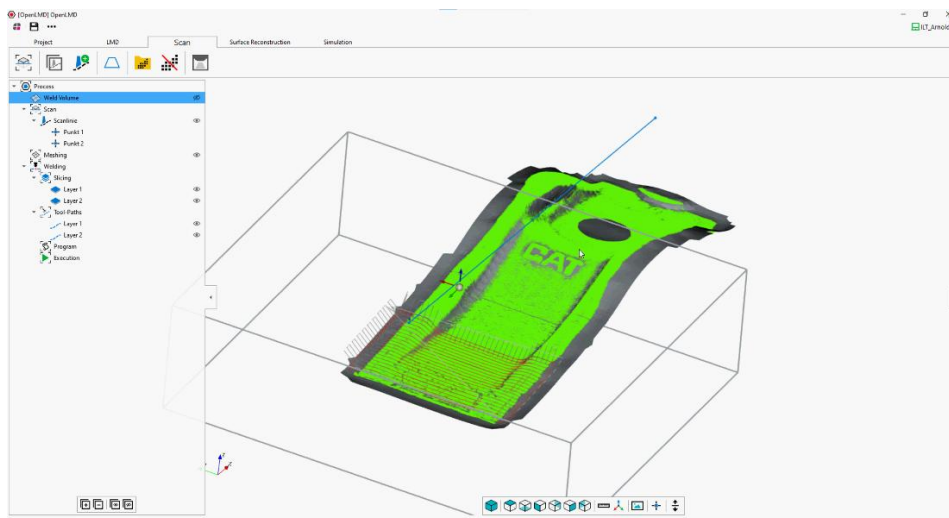 [OpenLMD] OpenLMD
ILT_Arnold
Project LMD Scan Surface Reconstruction Simulation
Process
Weld Volume
Scan
Scanline
Punkt 1
Punkt 2
Meshing
Welding
Slicing
Layer 1
Layer 2
Tool-Paths
Layer 1
Layer 2
Program
Execution
CAT
z